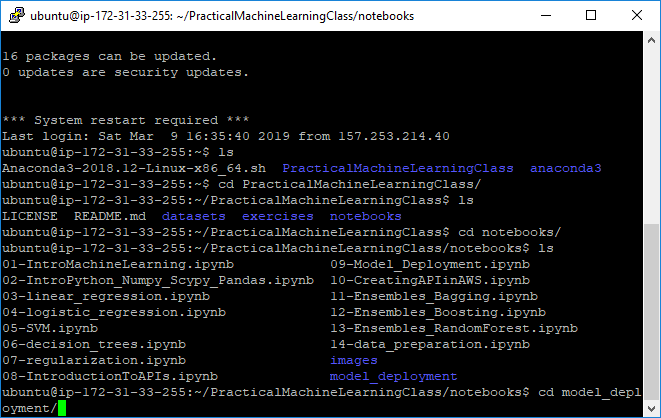 ubuntu@ip-172-31-33-255: ~/PracticalMachineLearningClass/notebooks
16 packages can be updated.
0 updates are security updates.
*** System restart required ***
Last login: Sat Mar  9 16:35:40 2019 from 157.253.214.40
ubuntu@ip-172-31-33-255:~$ ls
Anaconda3-2018.12-Linux-x86_64.sh  PracticalMachineLearningClass  anaconda3
ubuntu@ip-172-31-33-255:~$ cd PracticalMachineLearningClass/
ubuntu@ip-172-31-33-255:~/PracticalMachineLearningClass$ ls
LICENSE  README.md  datasets  exercises  notebooks
ubuntu@ip-172-31-33-255:~/PracticalMachineLearningClass$ cd notebooks/
ubuntu@ip-172-31-33-255:~/PracticalMachineLearningClass/notebooks$ ls
01-IntroMachineLearning.ipynb            09-Model_Deployment.ipynb
02-IntroPython_Numpy_Scypy_Pandas.ipynb  10-CreatingAPIinAWS.ipynb
03-linear_regression.ipynb               11-Ensembles_Bagging.ipynb
04-logistic_regression.ipynb             12-Ensembles_Boosting.ipynb
05-SVM.ipynb                             13-Ensembles_RandomForest.ipynb
06-decision_trees.ipynb                  14-data_preparation.ipynb
07-regularization.ipynb                  images
08-IntroductionToAPIs.ipynb              model_deployment
ubuntu@ip-172-31-33-255:~/PracticalMachineLearningClass/notebooks$ cd model_depl
oyment/